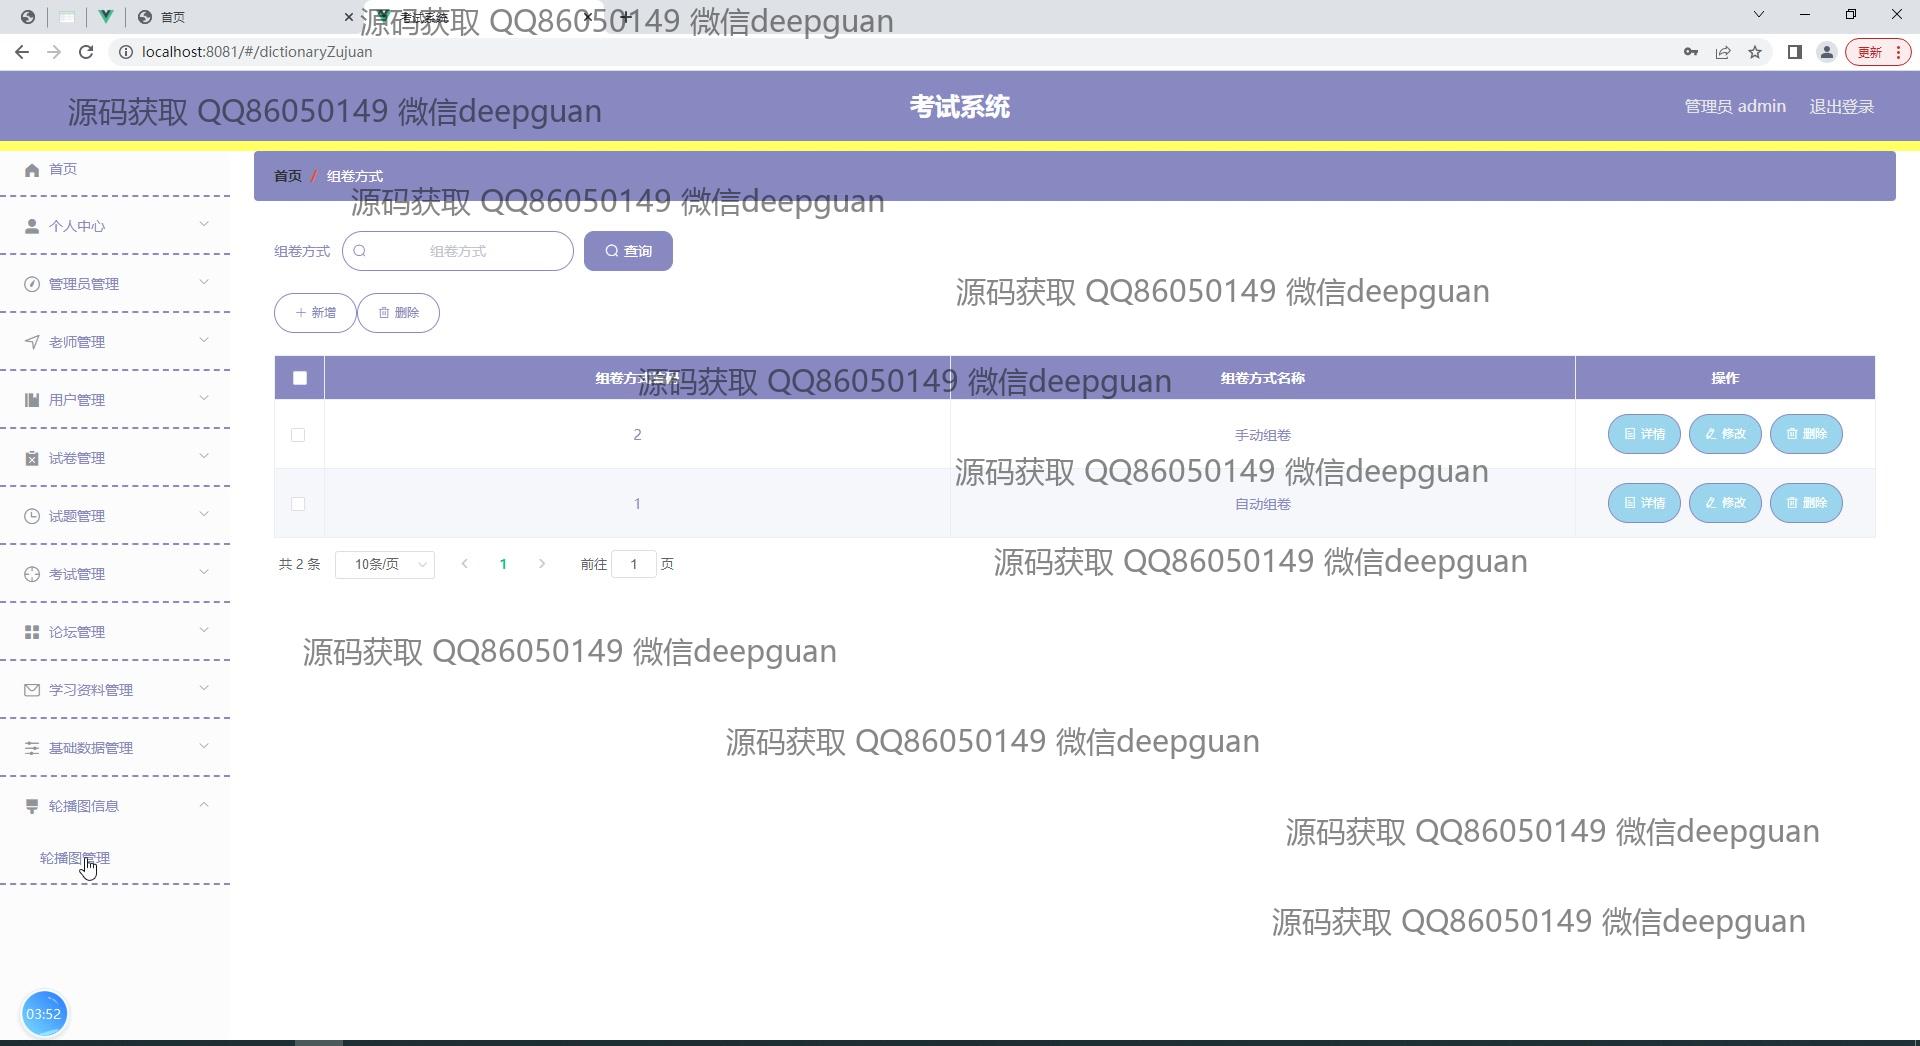 首页
考试系统
源码获取 QQ86050149 微信deepguan
localhost:8081/#/dictionaryZujuan
更新
源码获取 QQ86050149 微信deepguan
考试系统
管理员 admin
退出登录
首页
首页 / 组卷方式
源码获取 QQ86050149 微信deepguan
个人中心
组卷方式
组卷方式
查询
管理员管理
源码获取 QQ86050149 微信deepguan
新增
删除
老师管理
组卷方式
源码获取 QQ86050149 微信deepguan
组卷方式名称
操作
用户管理
2
手动组卷
详情
修改
删除
试卷管理
源码获取 QQ86050149 微信deepguan
1
自动组卷
详情
修改
删除
试题管理
共 2 条
10条/页
1
前往 1 页
源码获取 QQ86050149 微信deepguan
考试管理
论坛管理
源码获取 QQ86050149 微信deepguan
学习资料管理
源码获取 QQ86050149 微信deepguan
基础数据管理
轮播图信息
源码获取 QQ86050149 微信deepguan
轮播图管理
源码获取 QQ86050149 微信deepguan
03:52